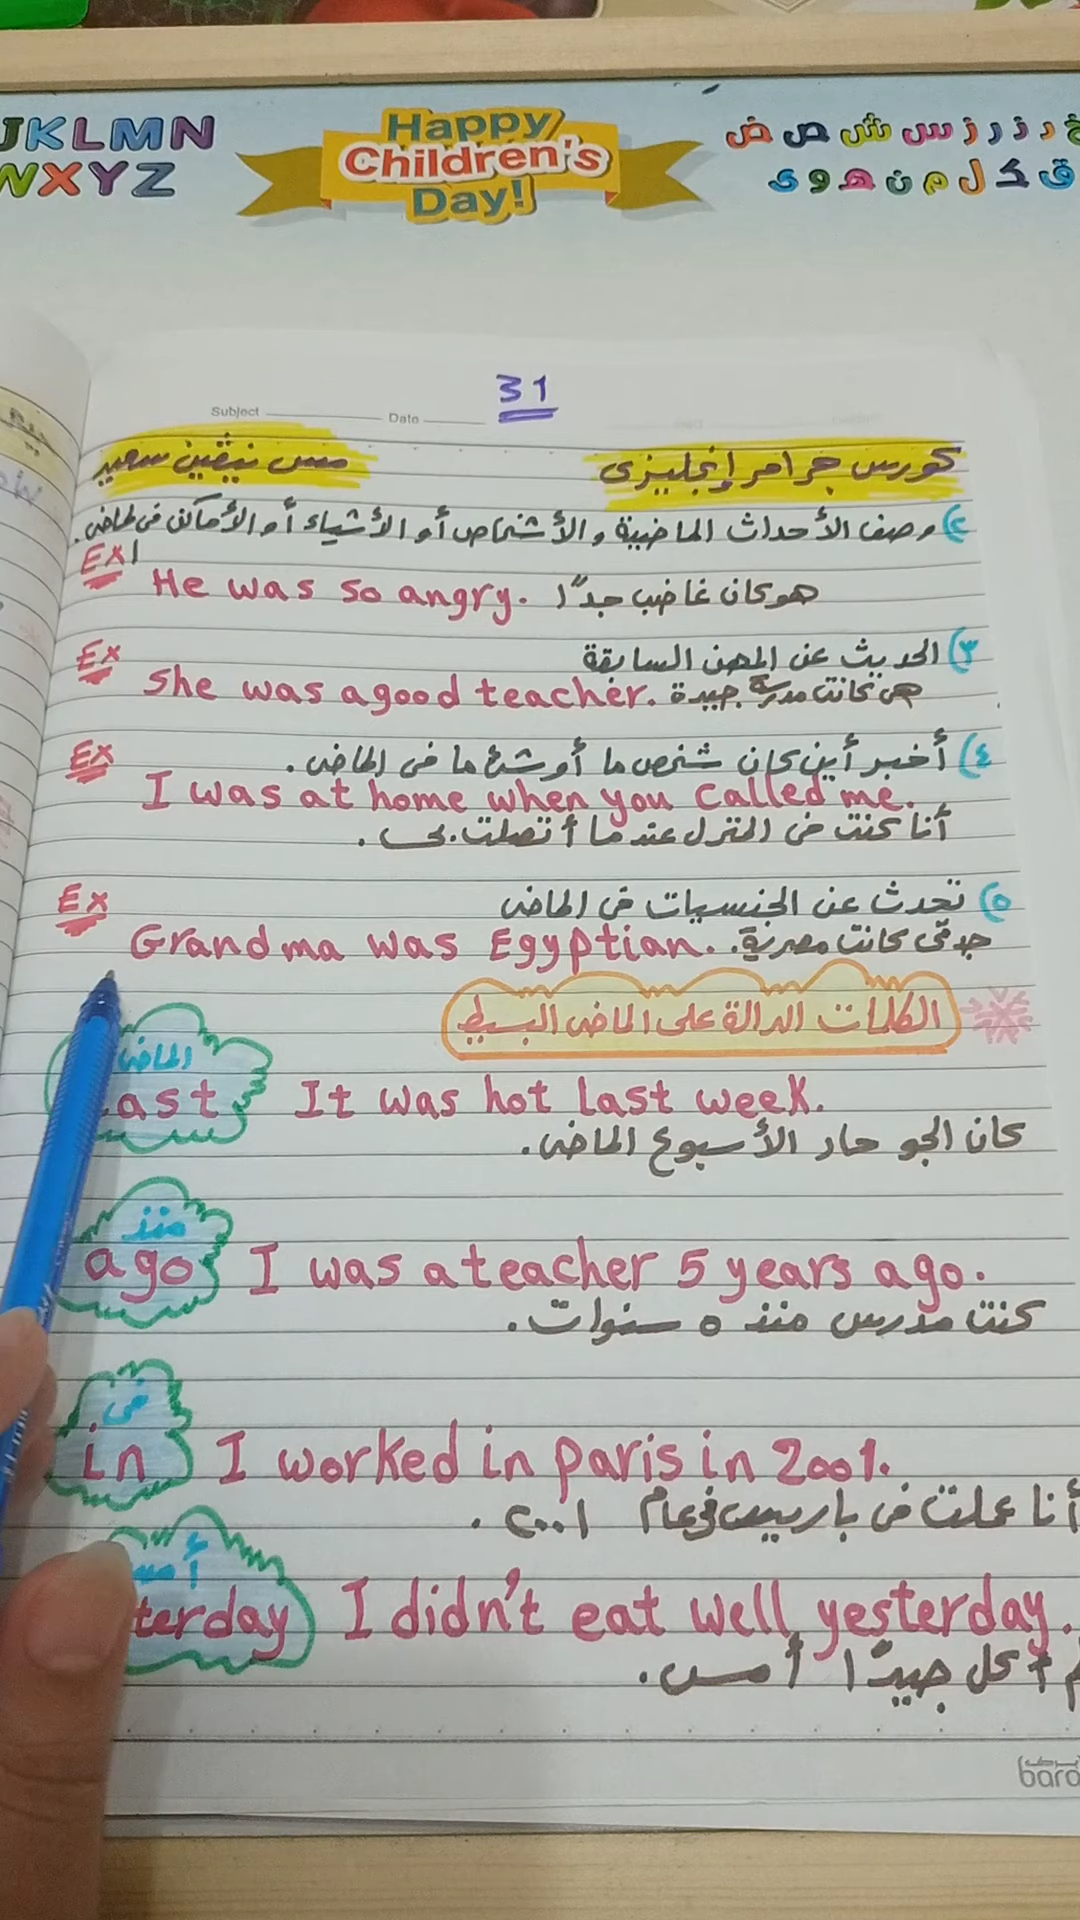 JKLMN
WXYZ
Happy
Children's
Day!
د ذ ر ز س ش ص ض
ق ك ل م ن ه و ى
31
Subject Date
كورس جرامر إنجليزى
مس نيڤين سعيد
٢) وصف الأحداث الماضية والأشخاص أو الأشياء أو الأماكن فى الماضى.
Ex1
He was so angry. هو كان غاضب جداً
٣) الحديث عن المهن السابقة
Ex
She was a good teacher. هى كانت مدرسة جيدة
٤) أخبر أين كان شخص ما أو شئ ما فى الماضى.
Ex
I was at home when you called me.
أنا كنت فى المنزل عندما أتصلت بى.
٥) تحدث عن الجنسيات فى الماضى
Ex
Grandma was Egyptian. جدتى كانت مصرية.
الكلمات الدالة على الماضى البسيط
الماضى
ast It was hot last week.
كان الجو حار الأسبوع الماضى.
منذ
ago I was a teacher 5 years ago.
كنت مدرس منذ ٥ سنوات.
فى
in I worked in paris in 2001.
أنا عملت فى باريس فى عام ٢٠٠١.
أمس
terday I didn't eat well yesterday.
م آكل جيدًا أمس.
bard